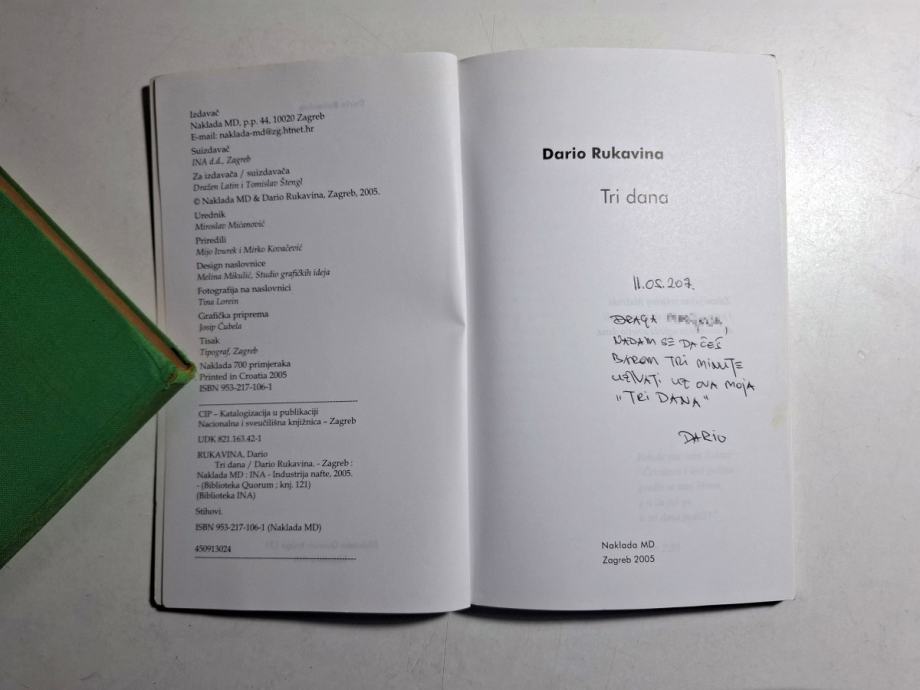 Izdavač
Naklada MD, p.p. 44, 10020 Zagreb
E-mail: naklada-md@zg.htnet.hr
Suizdavač
INA d.d., Zagreb
Za izdavača / suizdavača
Dražen Latin i Tomislav Štengl
© Naklada MD & Dario Rukavina, Zagreb, 2005.
Urednik
Miroslav Mićanović
Priredili
Mijo Ivurek i Mirko Kovačević
Design naslovnice
Melina Mikulić, Studio grafičkih ideja
Fotografija na naslovnici
Tina Lorein
Grafička priprema
Josip Čubela
Tisak
Tipograf, Zagreb
Naklada 700 primjeraka
Printed in Croatia 2005
ISBN 953-217-106-1
CIP – Katalogizacija u publikaciji
Nacionalna i sveučilišna knjižnica – Zagreb
UDK 821.163.42-1
RUKAVINA, Dario
Tri dana / Dario Rukavina. - Zagreb :
Naklada MD : INA - Industrija nafte, 2005.
- (Biblioteka Quorum ; knj. 121)
(Biblioteka INA)
Stihovi.
ISBN 953-217-106-1 (Naklada MD)
450913024
Dario Rukavina
Tri dana
11.05.207.
DRAGA
NADAM SE DA ĆEŠ
BAREM TRI MINUTE
UŽIVATI UZ OVA MOJA
"TRI DANA"
DARIO
Naklada MD
Zagreb 2005